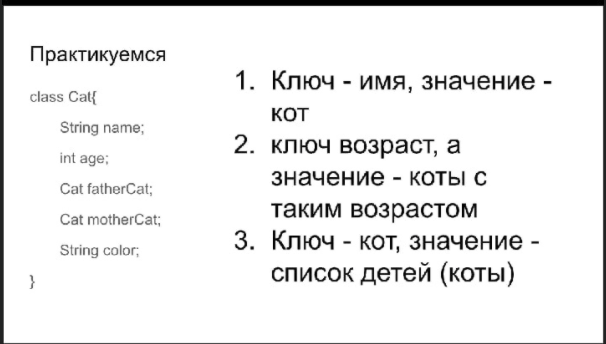 Практикуемся
class Cat{
String name;
int age;
Cat fatherCat;
Cat motherCat;
String color;
}
1. Ключ - имя, значение -
кот
2. ключ возраст, а
значение - коты с
таким возрастом
3. Ключ - кот, значение -
список детей (коты)